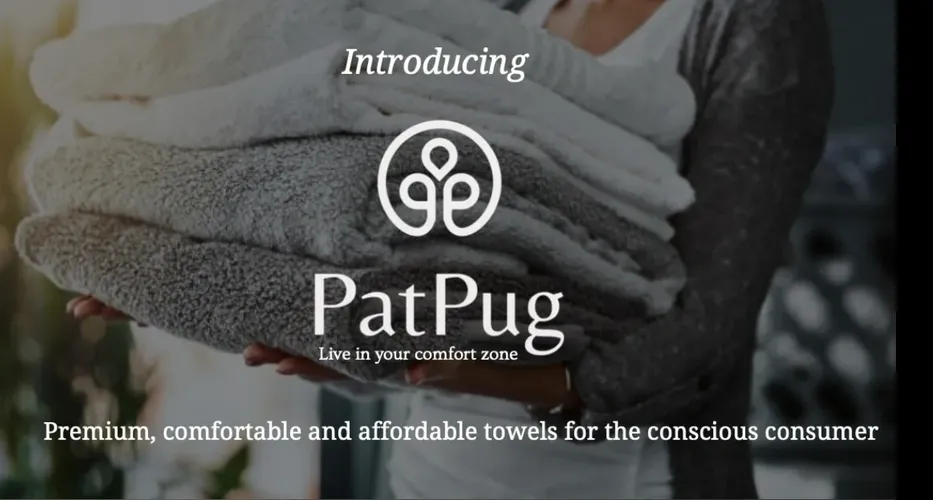 Introducing
PatPug
Live in your comfort zone
Premium, comfortable and affordable towels for the conscious consumer